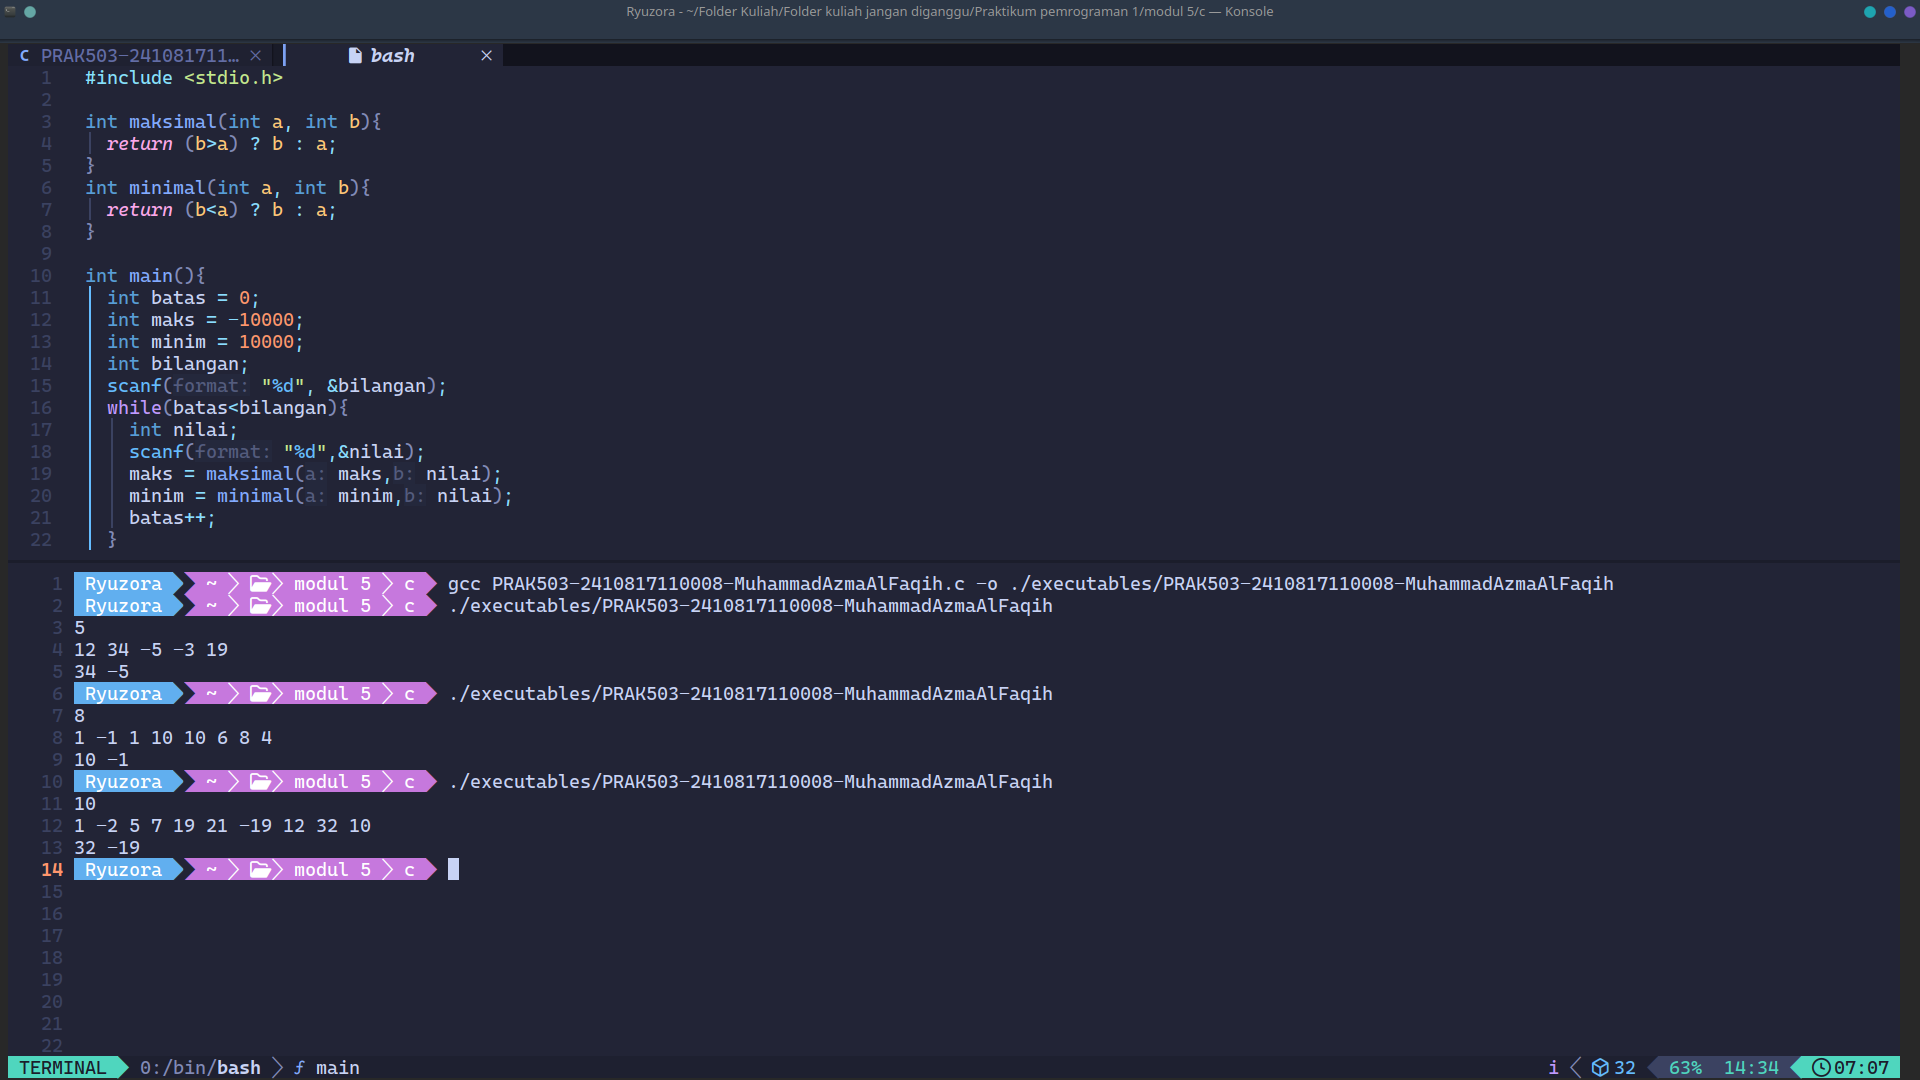 Ryuzora - ~/Folder Kuliah/Folder kuliah jangan diganggu/Praktikum pemrograman 1/modul 5/c — Konsole
C PRAK503-241081711… × bash ×
1 #include <stdio.h>
2
3 int maksimal(int a, int b){
4 return (b>a) ? b : a;
5 }
6 int minimal(int a, int b){
7 return (b<a) ? b : a;
8 }
9
10 int main(){
11 int batas = 0;
12 int maks = -10000;
13 int minim = 10000;
14 int bilangan;
15 scanf(format: "%d", &bilangan);
16 while(batas<bilangan){
17 int nilai;
18 scanf(format: "%d",&nilai);
19 maks = maksimal(a: maks,b: nilai);
20 minim = minimal(a: minim,b: nilai);
21 batas++;
22 }
1 Ryuzora ~ modul 5 c gcc PRAK503-2410817110008-MuhammadAzmaAlFaqih.c -o ./executables/PRAK503-2410817110008-MuhammadAzmaAlFaqih
2 Ryuzora ~ modul 5 c ./executables/PRAK503-2410817110008-MuhammadAzmaAlFaqih
3 5
4 12 34 -5 -3 19
5 34 -5
6 Ryuzora ~ modul 5 c ./executables/PRAK503-2410817110008-MuhammadAzmaAlFaqih
7 8
8 1 -1 1 10 10 6 8 4
9 10 -1
10 Ryuzora ~ modul 5 c ./executables/PRAK503-2410817110008-MuhammadAzmaAlFaqih
11 10
12 1 -2 5 7 19 21 -19 12 32 10
13 32 -19
14 Ryuzora ~ modul 5 c
15
16
17
18
19
20
21
22
TERMINAL 0:/bin/bash ƒ main i 32 63% 14:34 07:07